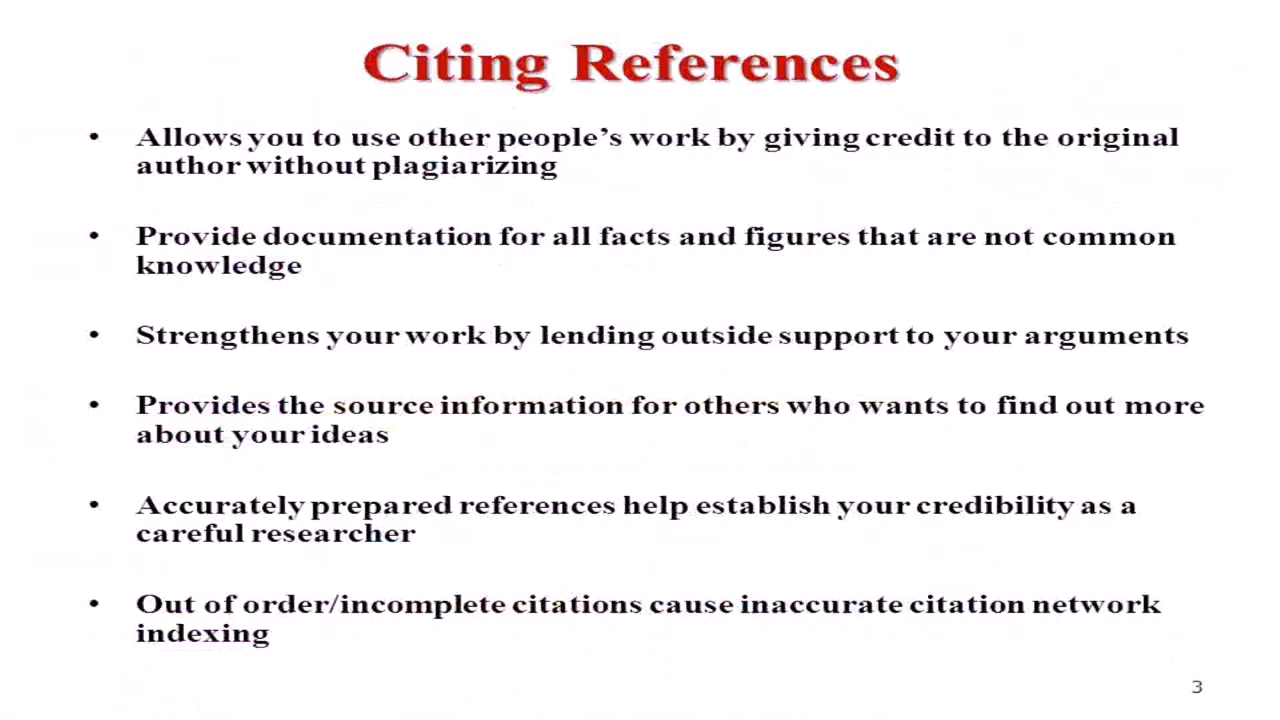 Citing References
• Allows you to use other people's work by giving credit to the original
author without plagiarizing
• Provide documentation for all facts and figures that are not common
knowledge
• Strengthens your work by lending outside support to your arguments
• Provides the source information for others who wants to find out more
about your ideas
• Accurately prepared references help establish your credibility as a
careful researcher
• Out of order/incomplete citations cause inaccurate citation network
indexing
3